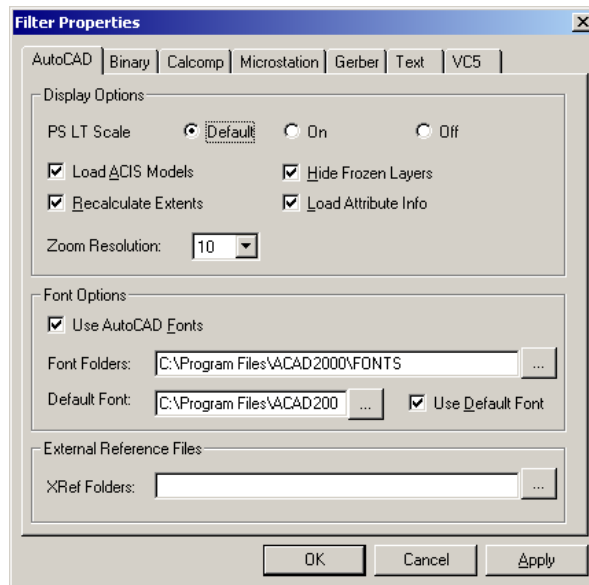 Filter Properties
AutoCAD Binary Calcomp Microstation Gerber Text VC5
Display Options
PS LT Scale Default On Off
Load ACIS Models Hide Frozen Layers
Recalculate Extents Load Attribute Info
Zoom Resolution: 10
Font Options
Use AutoCAD Fonts
Font Folders: C:\Program Files\ACAD2000\FONTS ...
Default Font: C:\Program Files\ACAD200 ... Use Default Font
External Reference Files
XRef Folders: ...
OK Cancel Apply